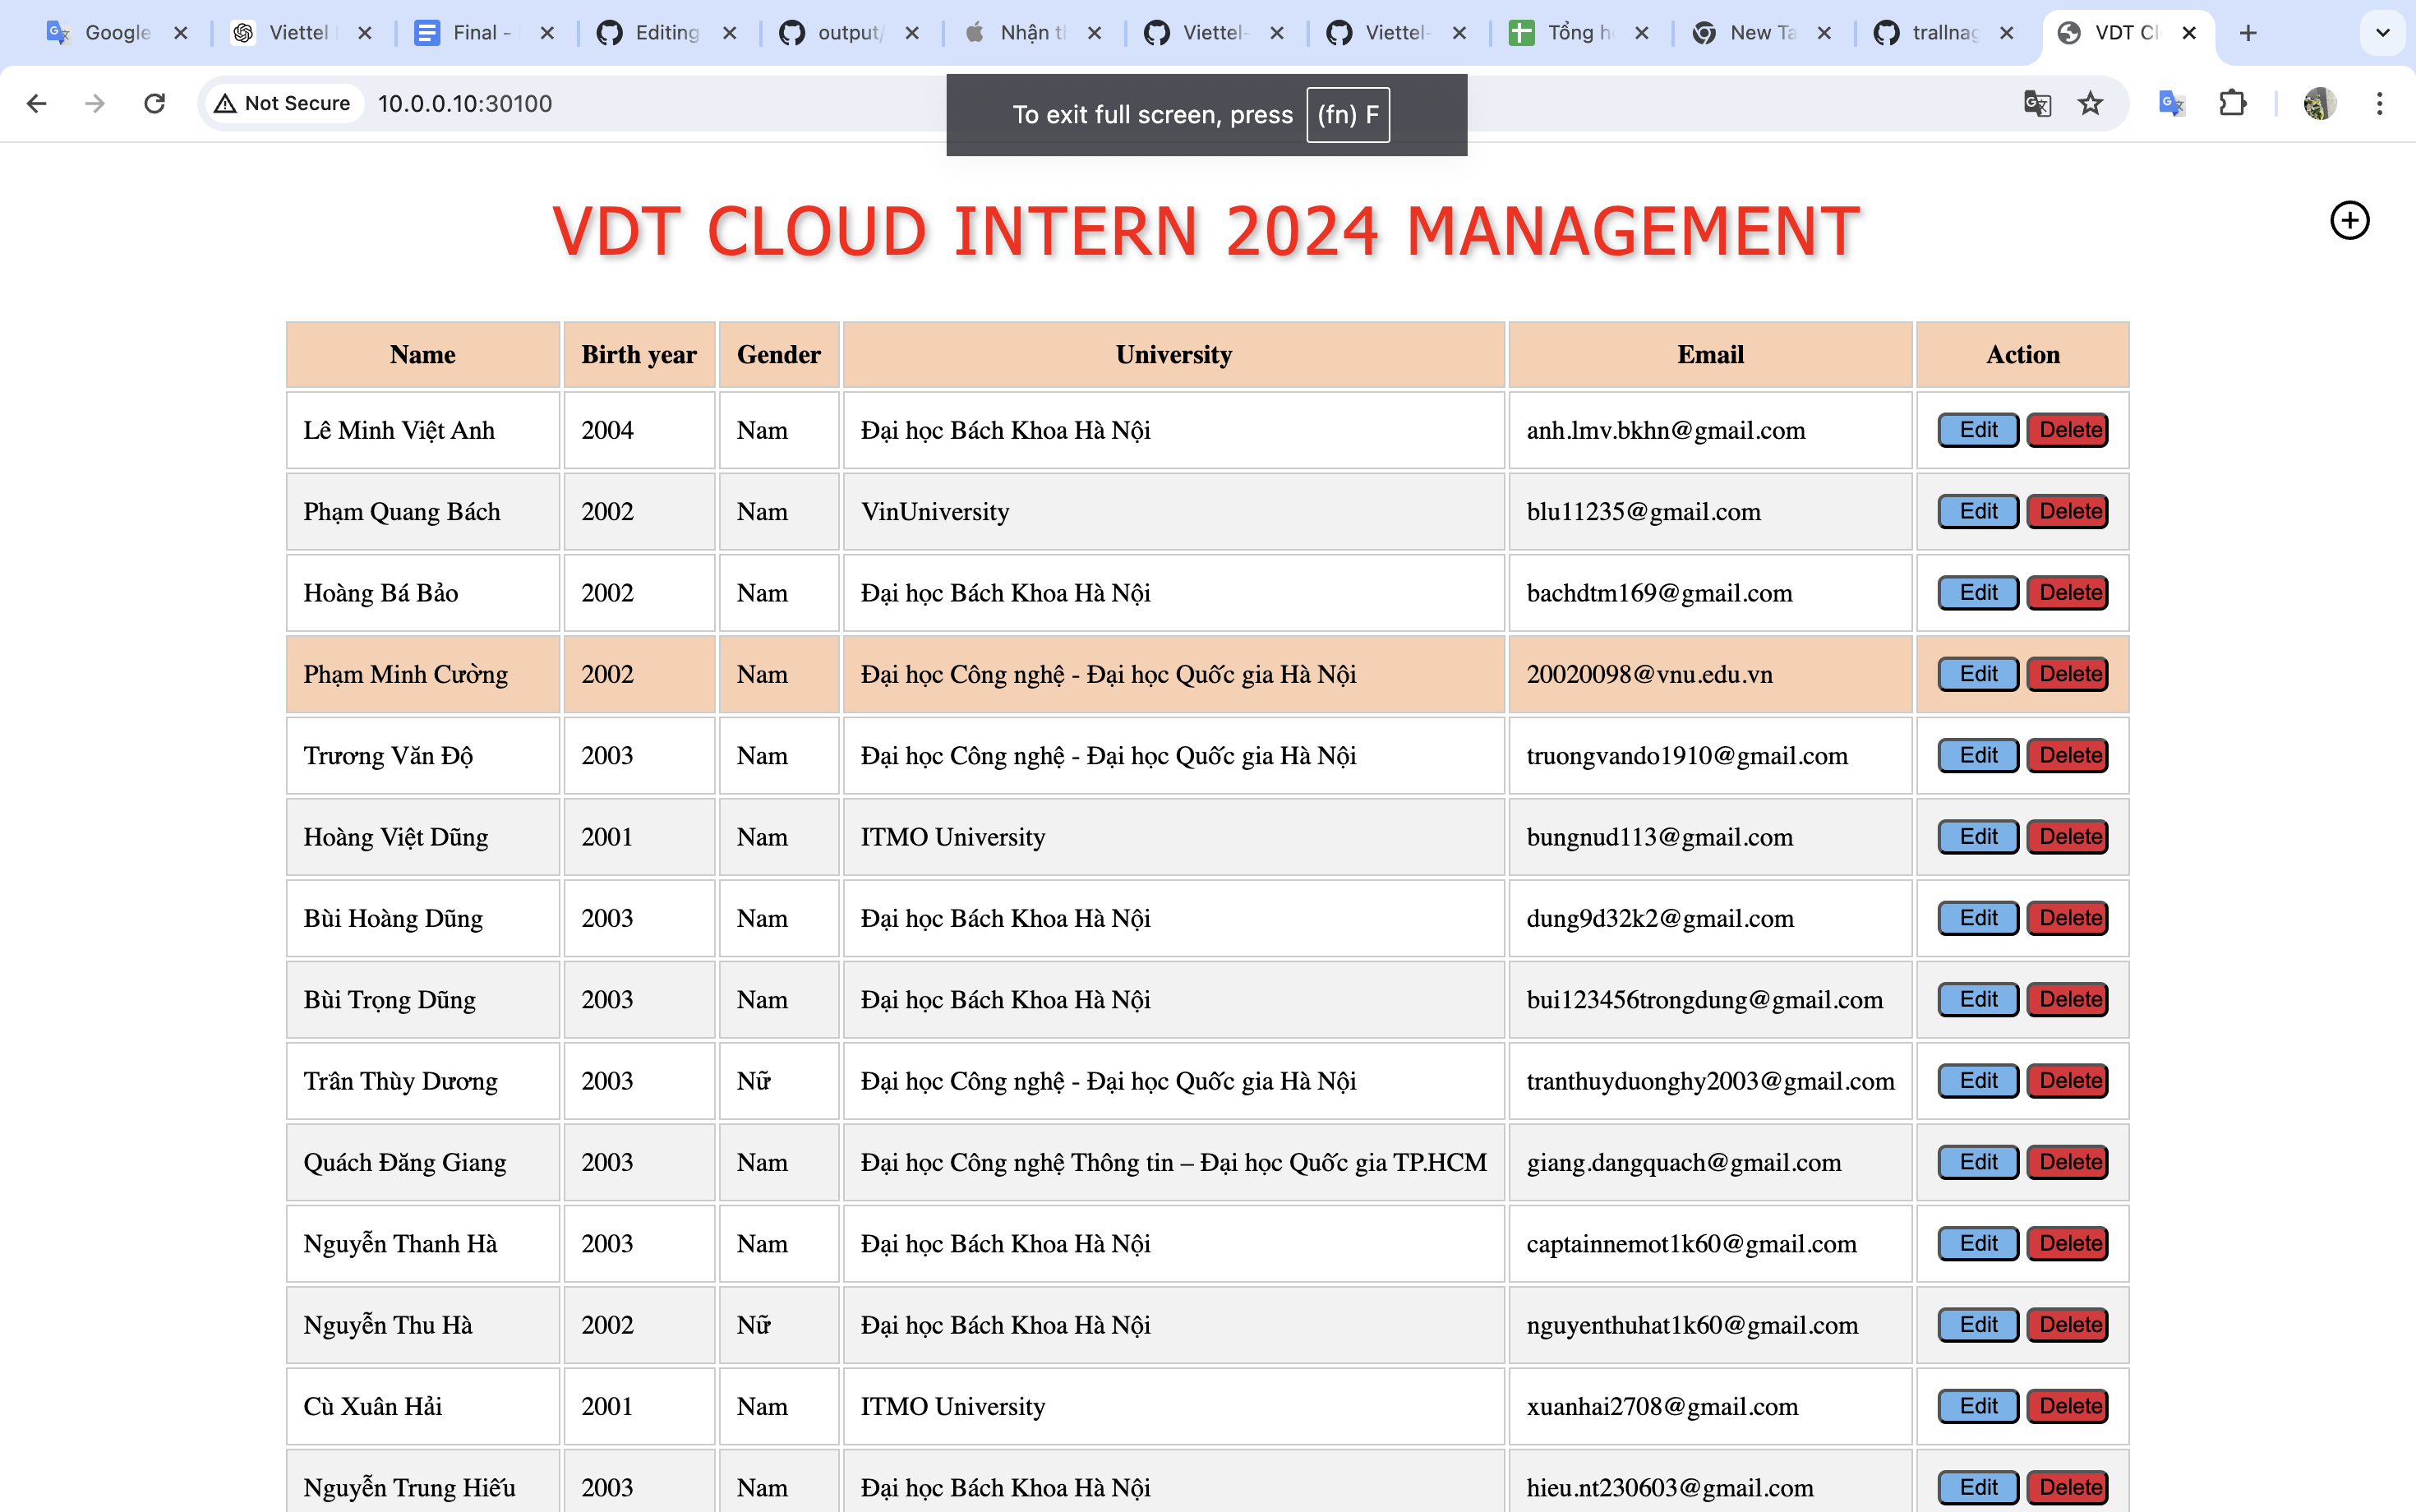 Google
Viettel
Final -
Editing
output/
Nhận t
Viettel-
Viettel-
Tổng h
New Ta
trallnag
VDT Cl
Not Secure 10.0.0.10:30100
To exit full screen, press (fn) F
VDT CLOUD INTERN 2024 MANAGEMENT
Name Birth year Gender University Email Action
Lê Minh Việt Anh 2004 Nam Đại học Bách Khoa Hà Nội anh.lmv.bkhn@gmail.com Edit Delete
Phạm Quang Bách 2002 Nam VinUniversity blu11235@gmail.com Edit Delete
Hoàng Bá Bảo 2002 Nam Đại học Bách Khoa Hà Nội bachdtm169@gmail.com Edit Delete
Phạm Minh Cường 2002 Nam Đại học Công nghệ - Đại học Quốc gia Hà Nội 20020098@vnu.edu.vn Edit Delete
Trương Văn Độ 2003 Nam Đại học Công nghệ - Đại học Quốc gia Hà Nội truongvando1910@gmail.com Edit Delete
Hoàng Việt Dũng 2001 Nam ITMO University bungnud113@gmail.com Edit Delete
Bùi Hoàng Dũng 2003 Nam Đại học Bách Khoa Hà Nội dung9d32k2@gmail.com Edit Delete
Bùi Trọng Dũng 2003 Nam Đại học Bách Khoa Hà Nội bui123456trongdung@gmail.com Edit Delete
Trần Thùy Dương 2003 Nữ Đại học Công nghệ - Đại học Quốc gia Hà Nội tranthuyduonghy2003@gmail.com Edit Delete
Quách Đăng Giang 2003 Nam Đại học Công nghệ Thông tin – Đại học Quốc gia TP.HCM giang.dangquach@gmail.com Edit Delete
Nguyễn Thanh Hà 2003 Nam Đại học Bách Khoa Hà Nội captainnemot1k60@gmail.com Edit Delete
Nguyễn Thu Hà 2002 Nữ Đại học Bách Khoa Hà Nội nguyenthuhat1k60@gmail.com Edit Delete
Cù Xuân Hải 2001 Nam ITMO University xuanhai2708@gmail.com Edit Delete
Nguyễn Trung Hiếu 2003 Nam Đại học Bách Khoa Hà Nội hieu.nt230603@gmail.com Edit Delete